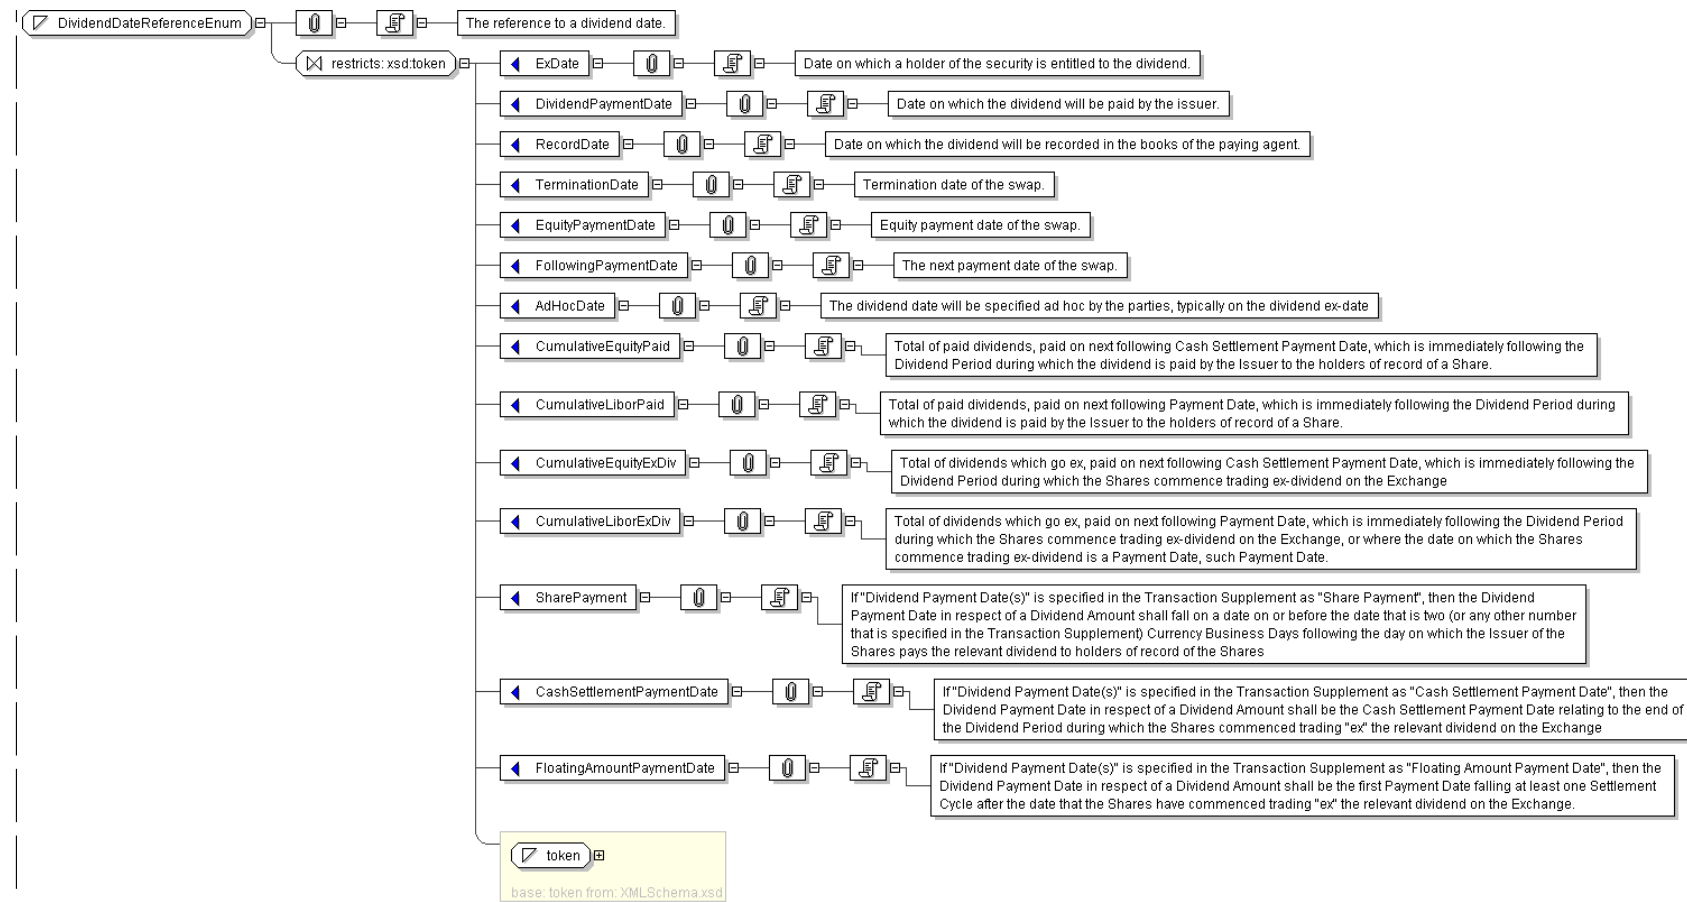 DividendDateReferenceEnum
The reference to a dividend date.
restricts: xsd:token
ExDate
Date on which a holder of the security is entitled to the dividend.
DividendPaymentDate
Date on which the dividend will be paid by the issuer.
RecordDate
Date on which the dividend will be recorded in the books of the paying agent.
TerminationDate
Termination date of the swap.
EquityPaymentDate
Equity payment date of the swap.
FollowingPaymentDate
The next payment date of the swap.
AdHocDate
The dividend date will be specified ad hoc by the parties, typically on the dividend ex-date
CumulativeEquityPaid
Total of paid dividends, paid on next following Cash Settlement Payment Date, which is immediately following the
Dividend Period during which the dividend is paid by the Issuer to the holders of record of a Share.
CumulativeLiborPaid
Total of paid dividends, paid on next following Payment Date, which is immediately following the Dividend Period during
which the dividend is paid by the Issuer to the holders of record of a Share.
CumulativeEquityExDiv
Total of dividends which go ex, paid on next following Cash Settlement Payment Date, which is immediately following the
Dividend Period during which the Shares commence trading ex-dividend on the Exchange
CumulativeLiborExDiv
Total of dividends which go ex, paid on next following Payment Date, which is immediately following the Dividend Period
during which the Shares commence trading ex-dividend on the Exchange, or where the date on which the Shares
commence trading ex-dividend is a Payment Date, such Payment Date.
SharePayment
If "Dividend Payment Date(s)" is specified in the Transaction Supplement as "Share Payment", then the Dividend
Payment Date in respect of a Dividend Amount shall fall on a date on or before the date that is two (or any other number
that is specified in the Transaction Supplement) Currency Business Days following the day on which the Issuer of the
Shares pays the relevant dividend to holders of record of the Shares
CashSettlementPaymentDate
If "Dividend Payment Date(s)" is specified in the Transaction Supplement as "Cash Settlement Payment Date", then the
Dividend Payment Date in respect of a Dividend Amount shall be the Cash Settlement Payment Date relating to the end of
the Dividend Period during which the Shares commenced trading "ex" the relevant dividend on the Exchange
FloatingAmountPaymentDate
If "Dividend Payment Date(s)" is specified in the Transaction Supplement as "Floating Amount Payment Date", then the
Dividend Payment Date in respect of a Dividend Amount shall be the first Payment Date falling at least one Settlement
Cycle after the date that the Shares have commenced trading "ex" the relevant dividend on the Exchange.
token
base: token from: XMLSchema.xsd